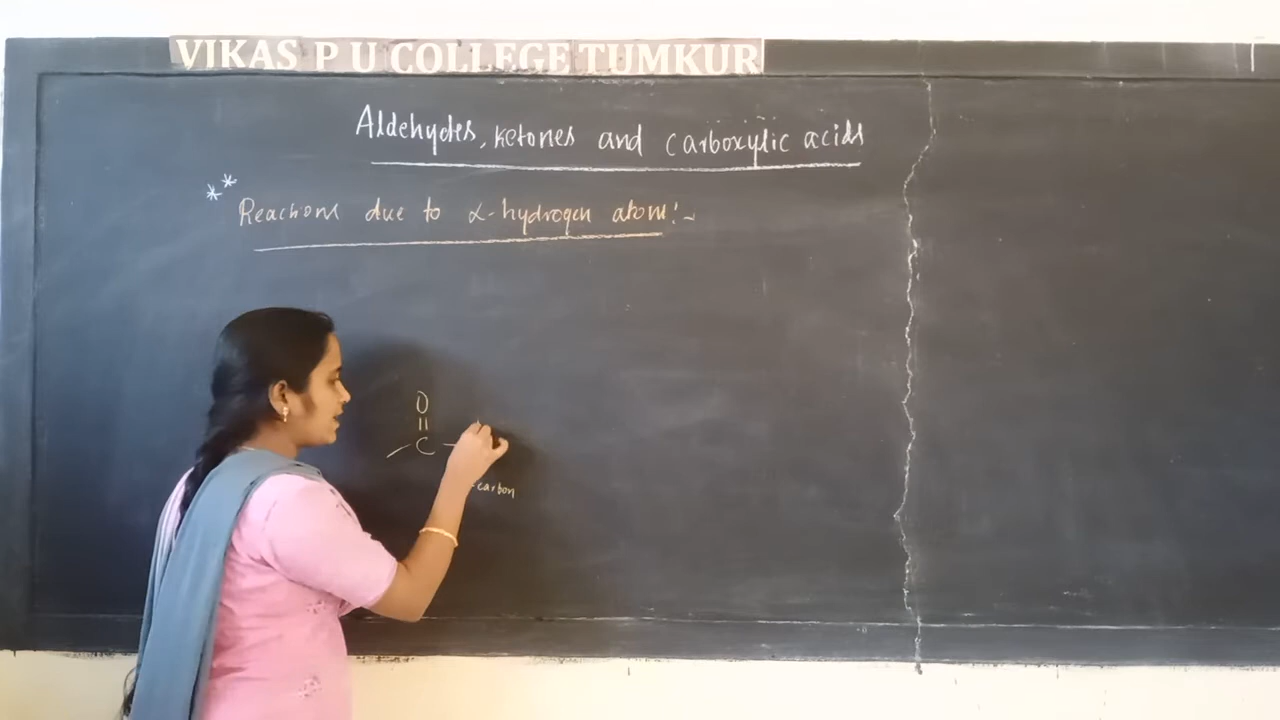 VIKAS P U COLLEGE TUMKUR
Aldehydes, ketones and carboxylic acids
** Reactions due to α-hydrogen atom:-
O
C
-carbon